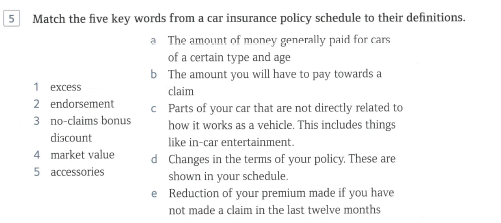 5 Match the five key words from a car insurance policy schedule to their definitions.
1 excess
2 endorsement
3 no-claims bonus
discount
4 market value
5 accessories
a The amount of money generally paid for cars
of a certain type and age
b The amount you will have to pay towards a
claim
c Parts of your car that are not directly related to
how it works as a vehicle. This includes things
like in-car entertainment.
d Changes in the terms of your policy. These are
shown in your schedule.
e Reduction of your premium made if you have
not made a claim in the last twelve months